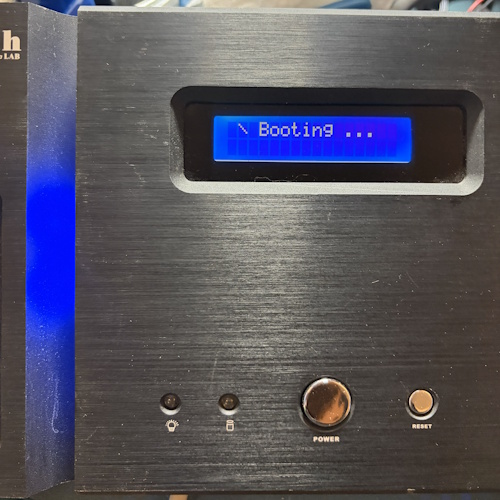 h
LAB
\ Booting ...
POWER
RESET